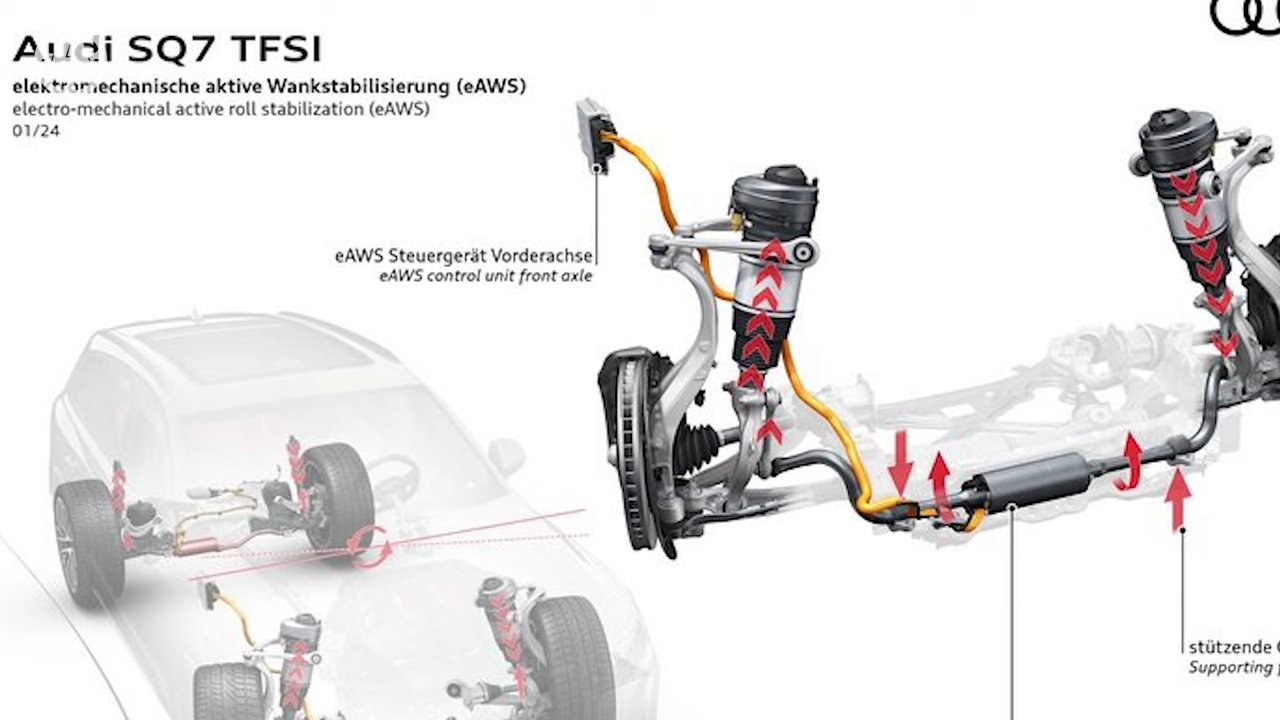 Audi SQ7 TFSI
elektromechanische aktive Wankstabilisierung (eAWS)
electro-mechanical active roll stabilization (eAWS)
01/24
eAWS Steuergerät Vorderachse
eAWS control unit front axle
stützende
Supporting